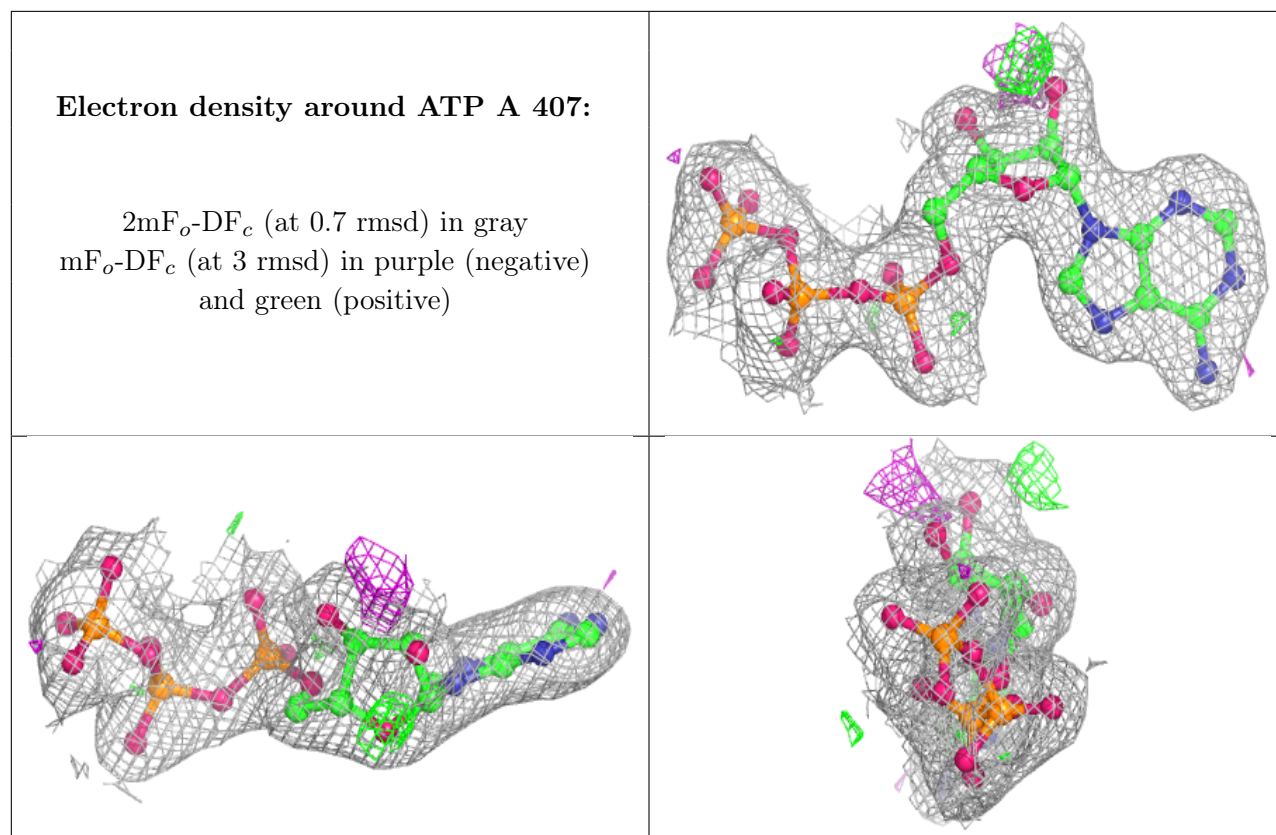 Electron density around ATP A 407:
2mFₒ-DF𝒸 (at 0.7 rmsd) in gray
mFₒ-DF𝒸 (at 3 rmsd) in purple (negative)
and green (positive)